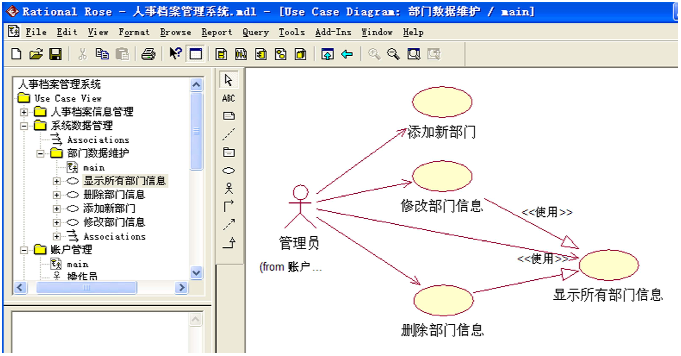 Rational Rose - 人事档案管理系统.mdl - [Use Case Diagram: 部门数据维护 / main]
File Edit View Format Browse Report Query Tools Add-Ins Window Help
人事档案管理系统
Use Case View
人事档案信息管理
系统数据管理
Associations
部门数据维护
main
显示所有部门信息
删除部门信息
添加新部门
修改部门信息
Associations
账户管理
main
操作员
ABC
添加新部门
修改部门信息
<<使用>>
管理员
(from 账户...
<<使用>>
显示所有部门信息
删除部门信息